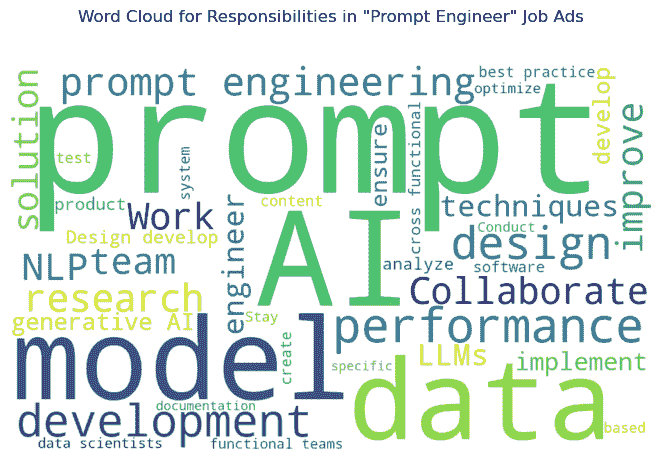 Word Cloud for Responsibilities in "Prompt Engineer" Job Ads
prompt engineering
best practice
optimize
solution
prompt
develop
test
system
ensure
cross functional
improve
product
Work
content
techniques
Design develop
engineer
AI
Conduct
design
NLP
team
analyze
software
research
Collaborate
generative AI
Stay
performance
model
create
LLMs
implement
specific
data
development
documentation
based
data scientists
functional teams